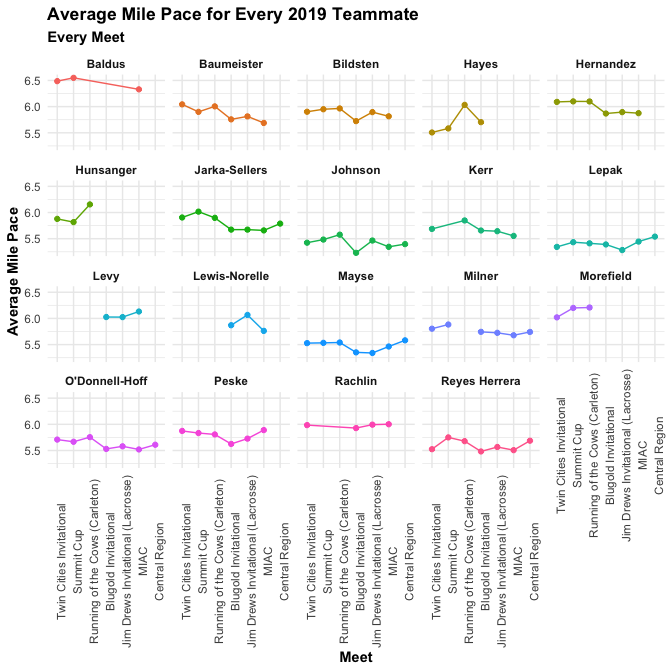 Average Mile Pace for Every 2019 Teammate
Every Meet
Baldus Baumeister Bildsten Hayes Hernandez
6.5
6.0
5.5
Hunsanger Jarka-Sellers Johnson Kerr Lepak
6.5
6.0
5.5
Levy Lewis-Norelle Mayse Milner Morefield
6.5
6.0
5.5
O'Donnell-Hoff Peske Rachlin Reyes Herrera
6.5
6.0
5.5
Average Mile Pace
Twin Cities Invitational
Summit Cup
Running of the Cows (Carleton)
Blugold Invitational
Jim Drews Invitational (Lacrosse)
MIAC
Central Region
Twin Cities Invitational
Summit Cup
Running of the Cows (Carleton)
Blugold Invitational
Jim Drews Invitational (Lacrosse)
MIAC
Central Region
Twin Cities Invitational
Summit Cup
Running of the Cows (Carleton)
Blugold Invitational
Jim Drews Invitational (Lacrosse)
MIAC
Central Region
Twin Cities Invitational
Summit Cup
Running of the Cows (Carleton)
Blugold Invitational
Jim Drews Invitational (Lacrosse)
MIAC
Central Region
Twin Cities Invitational
Summit Cup
Running of the Cows (Carleton)
Blugold Invitational
Jim Drews Invitational (Lacrosse)
MIAC
Central Region
Meet